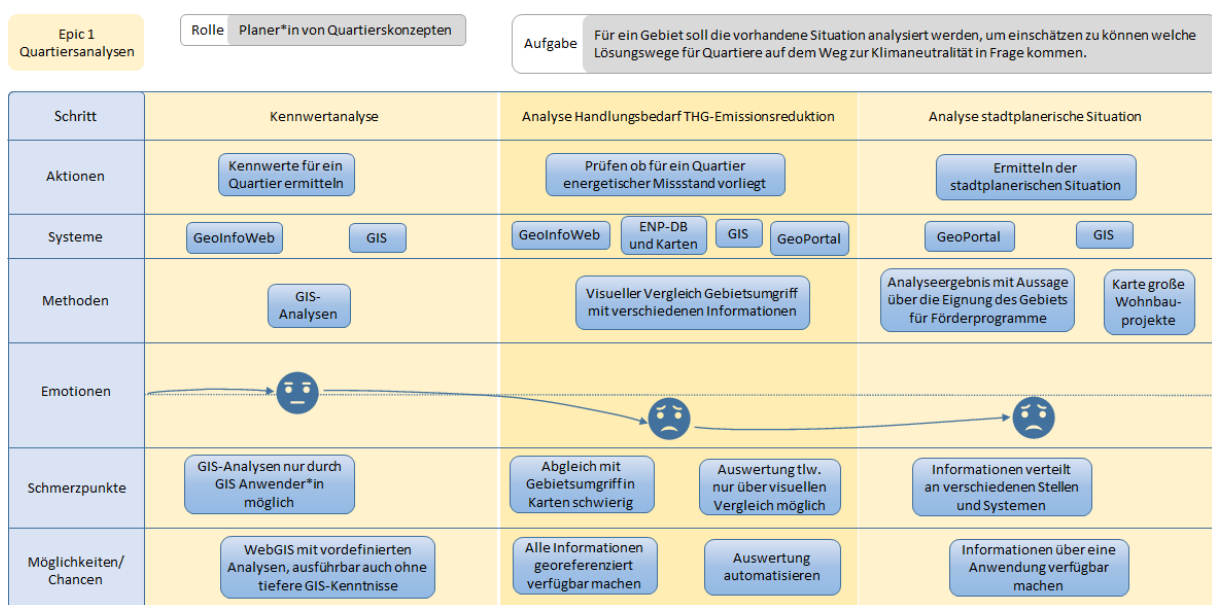 Epic 1
Quartiersanalysen
Rolle
Planer*in von Quartierskonzepten
Aufgabe
Für ein Gebiet soll die vorhandene Situation analysiert werden, um einschätzen zu können welche
Lösungswege für Quartiere auf dem Weg zur Klimaneutralität in Frage kommen.
Schritt
Kennwertanalyse
Analyse Handlungsbedarf THG-Emissionsreduktion
Analyse stadtplanerische Situation
Aktionen
Kennwerte für ein
Quartier ermitteln
Prüfen ob für ein Quartier
energetischer Missstand vorliegt
Ermitteln der
stadtplanerischen Situation
Systeme
GeoInfoWeb
GIS
GeoInfoWeb
ENP-DB
und Karten
GIS
GeoPortal
GeoPortal
GIS
Methoden
GIS-
Analysen
Visueller Vergleich Gebietsumgriff
mit verschiedenen Informationen
Analyseergebnis mit Aussage
über die Eignung des Gebiets
für Förderprogramme
Karte große
Wohnbau-
projekte
Emotionen
Schmerzpunkte
GIS-Analysen nur durch
GIS Anwender*in
möglich
Abgleich mit
Gebietsumgriff in
Karten schwierig
Auswertung tlw.
nur über visuellen
Vergleich möglich
Informationen verteilt
an verschiedenen Stellen
und Systemen
Möglichkeiten/
Chancen
WebGIS mit vordefinierten
Analysen, ausführbar auch ohne
tiefere GIS-Kenntnisse
Alle Informationen
georeferenziert
verfügbar machen
Auswertung
automatisieren
Informationen über eine
Anwendung verfügbar
machen